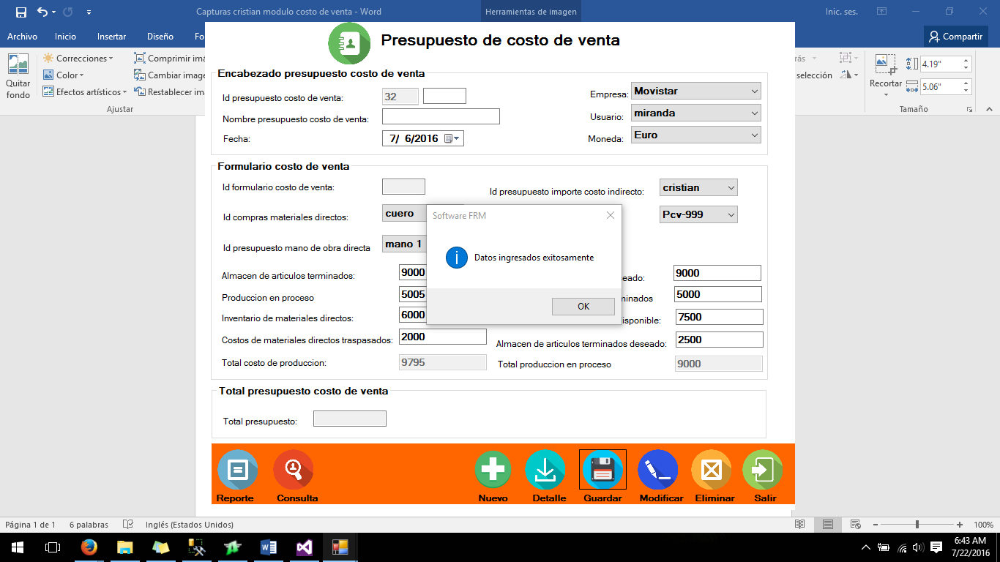 Capturas cristian modulo costo de venta - Word
Herramientas de imagen
Inic. ses.
Archivo Inicio Insertar Diseño Fo
Compartir
Presupuesto de costo de venta
Quitar fondo
Correcciones
Color
Efectos artísticos
Comprimir imá
Cambiar image
Restablecer imá
Ajustar
rás
selección
Recortar
4.19"
5.06"
Tamaño
Encabezado presupuesto costo de venta
Id presupuesto costo de venta: 32
Empresa: Movistar
Nombre presupuesto costo de venta:
Usuario: miranda
Fecha: 7/ 6/2016
Moneda: Euro
Formulario costo de venta
Id formulario costo de venta:
Id presupuesto importe costo indirecto: cristian
Id compras materiales directos: cuero
Pcv-999
Id presupuesto mano de obra directa mano 1
Software FRM
Datos ingresados exitosamente
OK
Almacen de articulos terminados: 9000
eado: 9000
Produccion en proceso 5005
minados 5000
Inventario de materiales directos: 6000
isponible: 7500
Costos de materiales directos traspasados: 2000
Almacen de articulos terminados deseado: 2500
Total costo de produccion: 9795
Total produccion en proceso 9000
Total presupuesto costo de venta
Total presupuesto:
Reporte Consulta Nuevo Detalle Guardar Modificar Eliminar Salir
Página 1 de 1 6 palabras Inglés (Estados Unidos)
100%
6:43 AM
7/22/2016